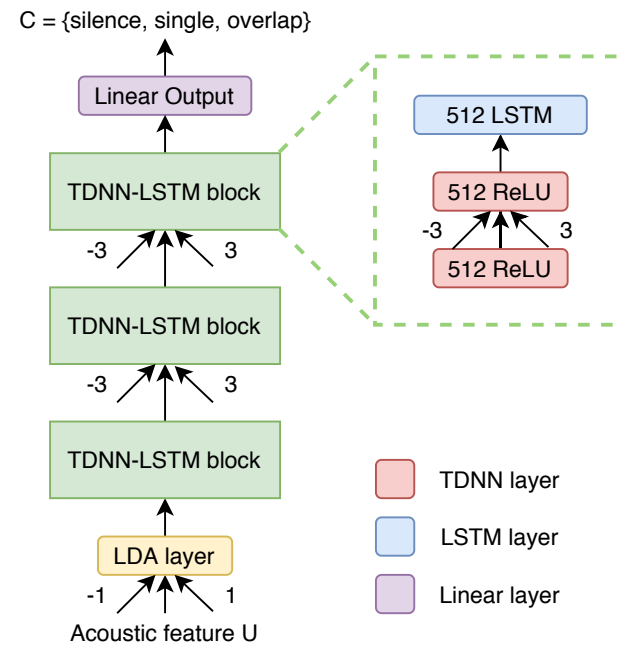 C = {silence, single, overlap}
Linear Output
TDNN-LSTM block
-3 3
TDNN-LSTM block
-3 3
TDNN-LSTM block
LDA layer
-1 1
Acoustic feature U
512 LSTM
512 ReLU
-3 3
512 ReLU
TDNN layer
LSTM layer
Linear layer